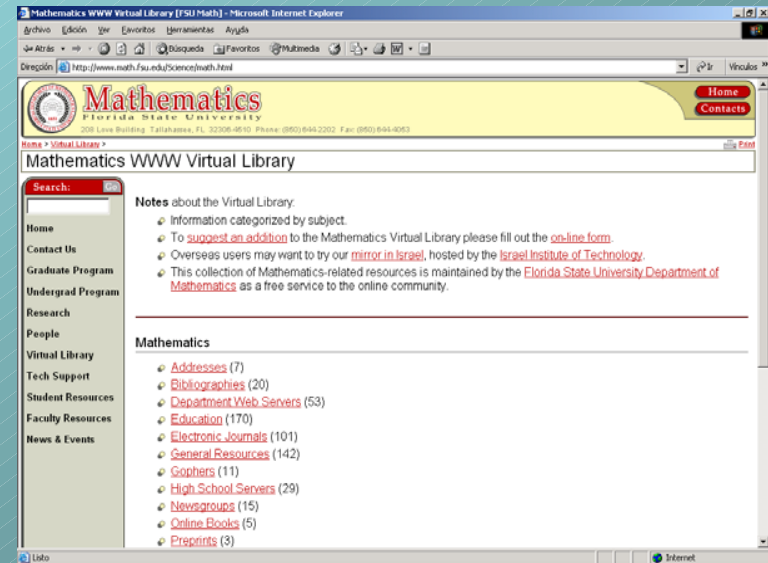 Mathematics WWW Virtual Library [FSU Math] - Microsoft Internet Explorer
Archivo Edición Ver Favoritos Herramientas Ayuda
Atrás Búsqueda Favoritos Multimedia
Dirección http://www.math.fsu.edu/Science/math.html Ir Vínculos »
Mathematics
Florida State University
208 Love Building Tallahassee, FL 32306-4510 Phone: (850) 644-2202 Fax: (850) 644-4053
Home
Contacts
Home > Virtual Library >
Print
Mathematics WWW Virtual Library
Search: Go
Home
Contact Us
Graduate Program
Undergrad Program
Research
People
Virtual Library
Tech Support
Student Resources
Faculty Resources
News & Events
Notes about the Virtual Library:
Information categorized by subject.
To suggest an addition to the Mathematics Virtual Library please fill out the on-line form.
Overseas users may want to try our mirror in Israel, hosted by the Israel Institute of Technology.
This collection of Mathematics-related resources is maintained by the Florida State University Department of
Mathematics as a free service to the online community.
Mathematics
Addresses (7)
Bibliographies (20)
Department Web Servers (53)
Education (170)
Electronic Journals (101)
General Resources (142)
Gophers (11)
High School Servers (29)
Newsgroups (15)
Online Books (5)
Preprints (3)
Listo
Internet